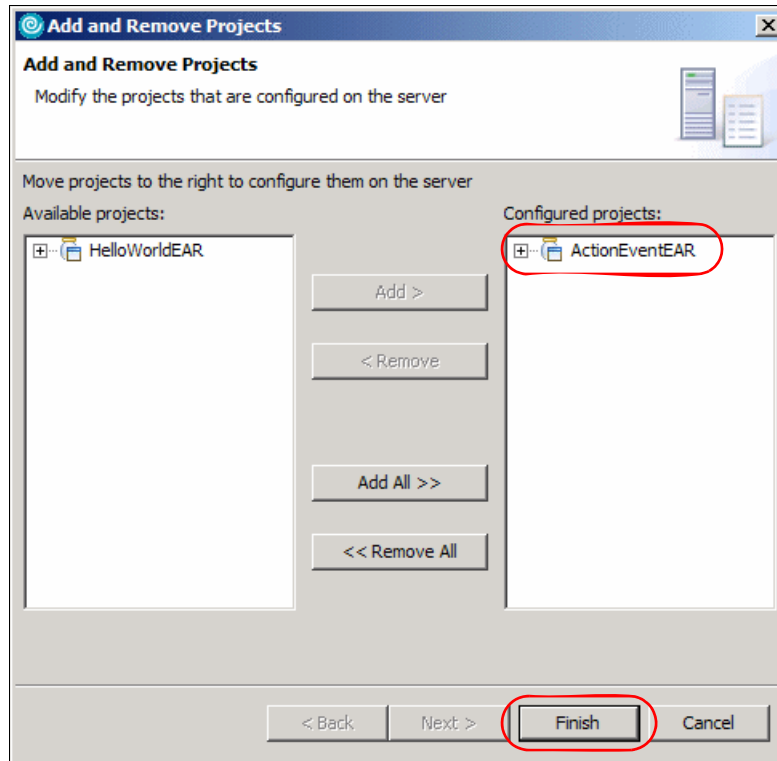 Add and Remove Projects
Add and Remove Projects
Modify the projects that are configured on the server
Move projects to the right to configure them on the server
Available projects:
Configured projects:
HelloWorldEAR
ActionEventEAR
Add >
< Remove
Add All >>
<< Remove All
< Back
Next >
Finish
Cancel